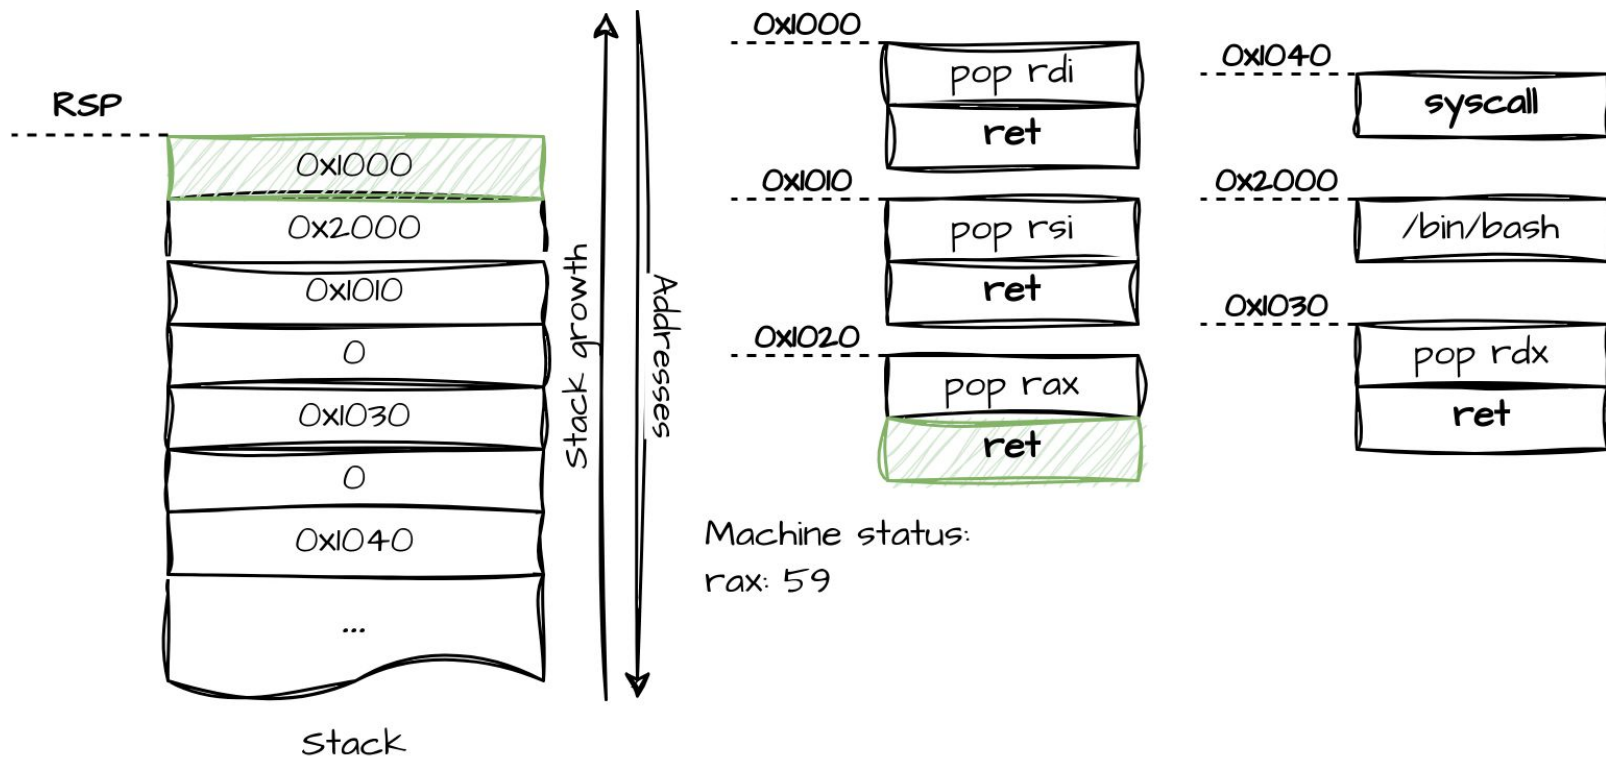 RSP
0x1000
0x2000
0x1010
0
0x1030
0
0x1040
...
Stack
Stack growth
Addresses
0x1000
pop rdi
ret
0x1010
pop rsi
ret
0x1020
pop rax
ret
Machine status:
rax: 59
0x1040
syscall
0x2000
/bin/bash
0x1030
pop rdx
ret